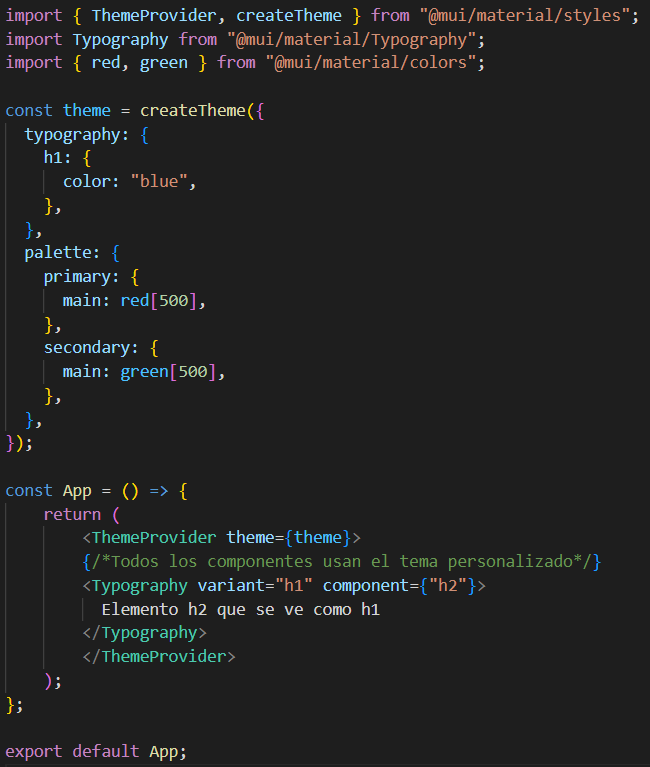 import { ThemeProvider, createTheme } from "@mui/material/styles";
import Typography from "@mui/material/Typography";
import { red, green } from "@mui/material/colors";

const theme = createTheme({
  typography: {
    h1: {
      color: "blue",
    },
  },
  palette: {
    primary: {
      main: red[500],
    },
    secondary: {
      main: green[500],
    },
  },
});

const App = () => {
    return (
        <ThemeProvider theme={theme}>
        {/*Todos los componentes usan el tema personalizado*/}
        <Typography variant="h1" component={"h2"}>
          Elemento h2 que se ve como h1
        </Typography>
        </ThemeProvider>
    );
};

export default App;